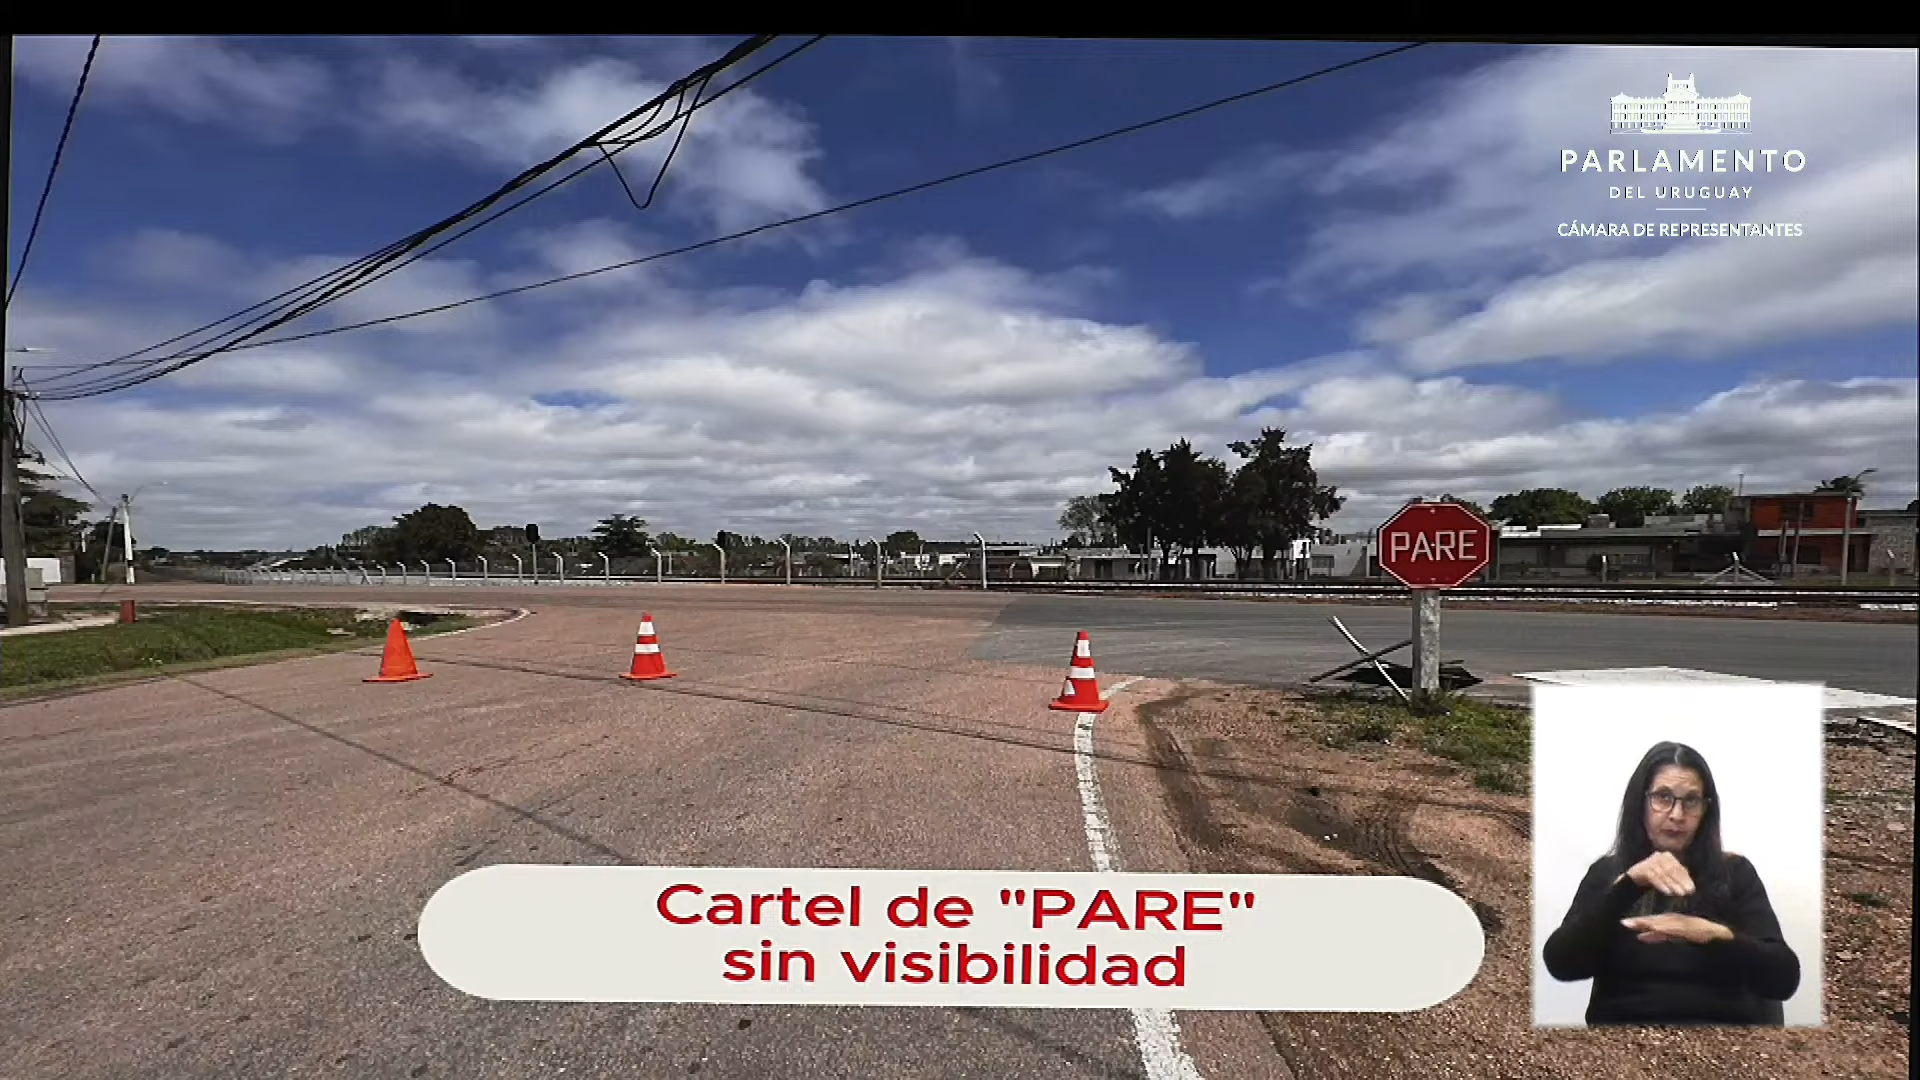 PARLAMENTO
DEL URUGUAY
CÁMARA DE REPRESENTANTES
PARE
Cartel de "PARE"
sin visibilidad